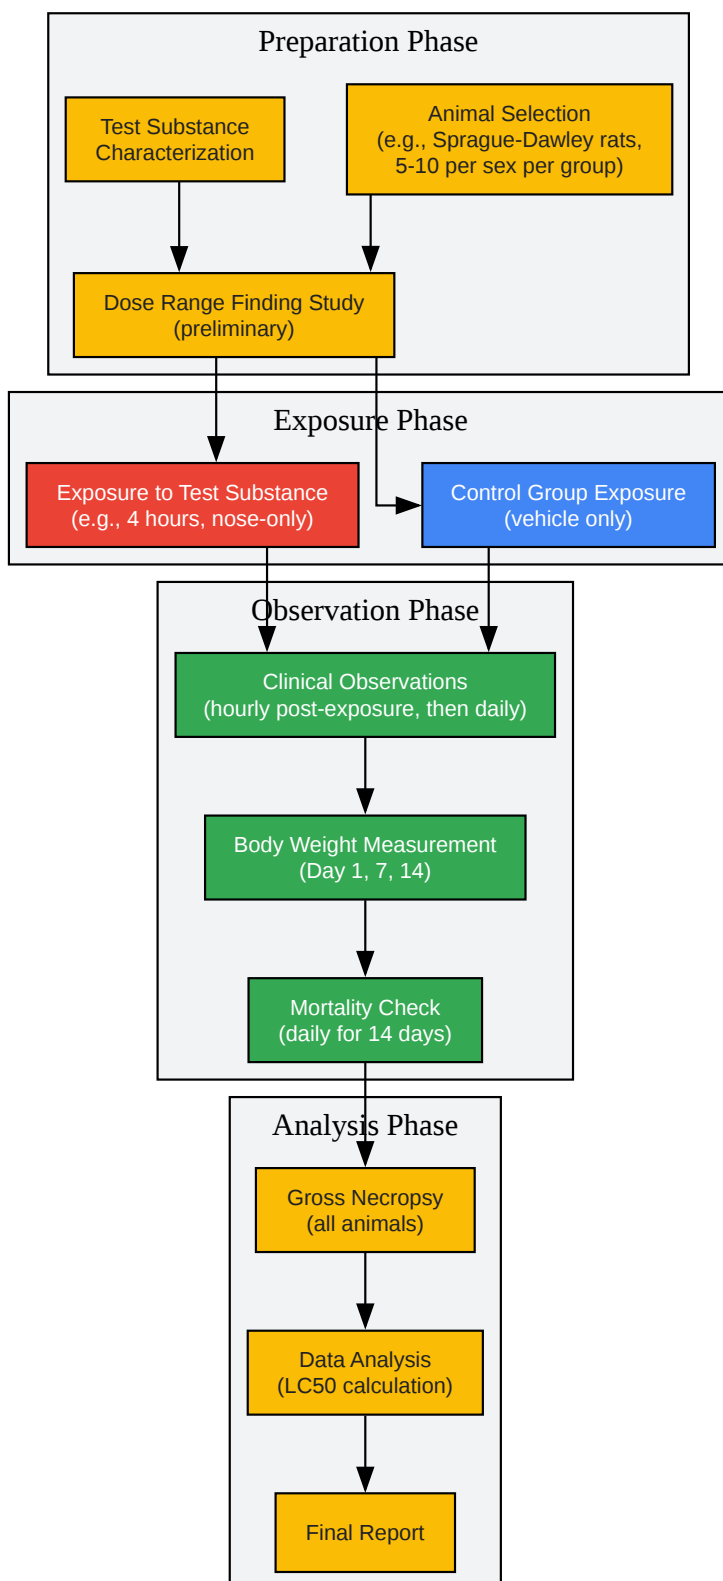 Preparation Phase
Test Substance
Characterization
Animal Selection
(e.g., Sprague-Dawley rats,
5-10 per sex per group)
Dose Range Finding Study
(preliminary)
Exposure Phase
Exposure to Test Substance
(e.g., 4 hours, nose-only)
Control Group Exposure
(vehicle only)
Observation Phase
Clinical Observations
(hourly post-exposure, then daily)
Body Weight Measurement
(Day 1, 7, 14)
Mortality Check
(daily for 14 days)
Analysis Phase
Gross Necropsy
(all animals)
Data Analysis
(LC50 calculation)
Final Report